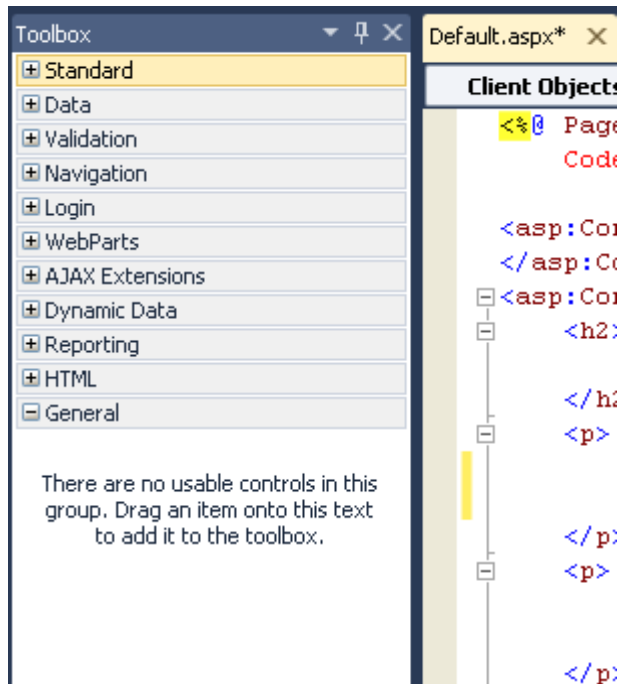 Toolbox
Standard
Data
Validation
Navigation
Login
WebParts
AJAX Extensions
Dynamic Data
Reporting
HTML
General
There are no usable controls in this
group. Drag an item onto this text
to add it to the toolbox.
Default.aspx*
Client Objects
<%@ Page
Code
<asp:Con
</asp:Co
<asp:Con
<h2>
</h2
<p>
</p>
<p>
</p>